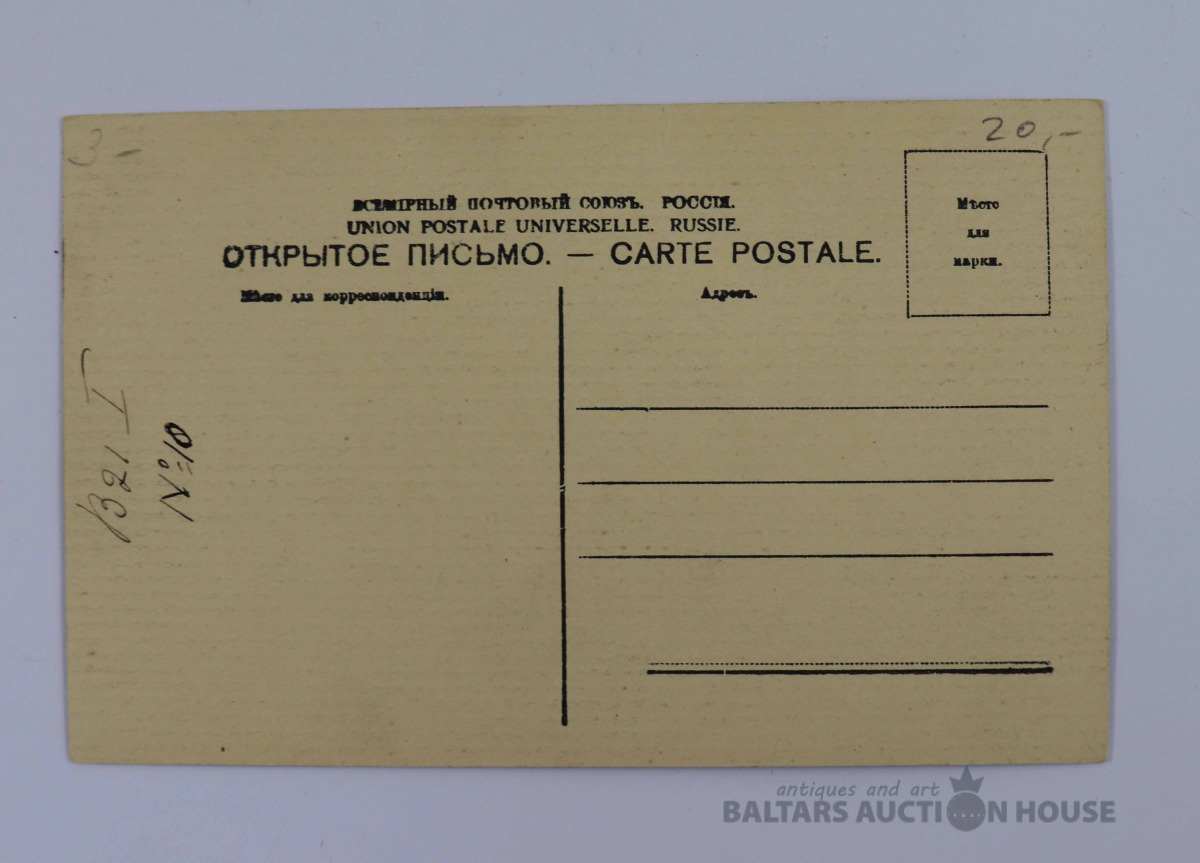 3 -
20,-
ВСЕМІРНЫЙ ПОЧТОВЫЙ СОЮЗЪ. РОССІЯ.
UNION POSTALE UNIVERSELLE. RUSSIE.
ОТКРЫТОЕ ПИСЬМО. — CARTE POSTALE.
Мѣсто
для
марки.
Мѣсто для корреспонденціи.
Адресъ.
B21 I
№10
antiques and art
BALTARS AUCTION HOUSE